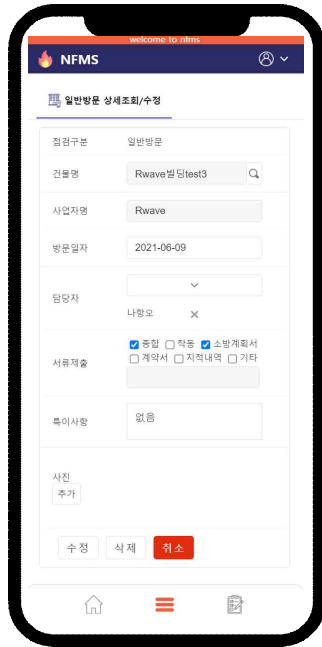 welcome to nfms
NFMS
일반방문 상세조회/수정
점검구분 일반방문
건물명 Rwave빌딩test3
사업자명 Rwave
방문일자 2021-06-09
담당자
나항오
서류제출 종합 작동 소방계획서
계약서 지적내역 기타
특이사항 없음
사진
추가
수정 삭제 취소